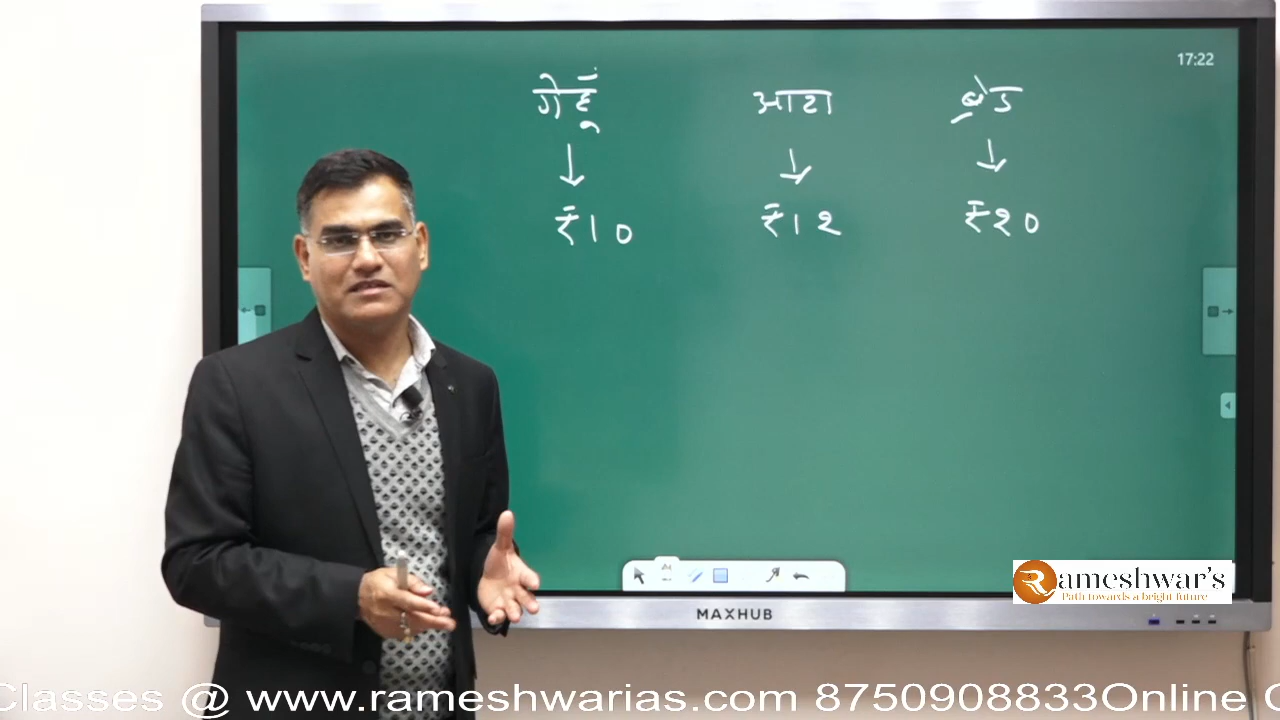 17:22
गेहूं आटा ब्रेड
₹10 ₹12 ₹20
MAXHUB
Rameshwar's
Path towards a bright future
Classes @ www.rameshwarias.com 8750908833Online C